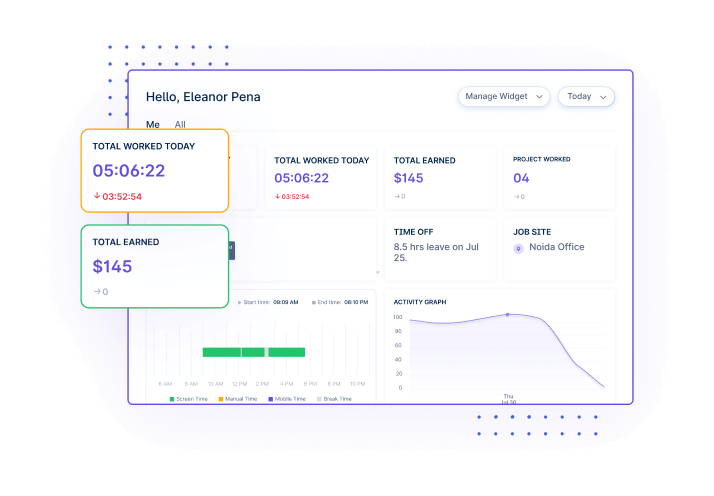 Hello, Eleanor Pena
Manage Widget
Today
Me All
TOTAL WORKED TODAY
05:06:22
03:52:54
TOTAL WORKED TODAY
05:06:22
03:52:54
TOTAL EARNED
$145
0
PROJECT WORKED
04
0
TOTAL EARNED
$145
0
TIME OFF
8.5 hrs leave on Jul
25.
JOB SITE
Noida Office
Start time: 09:09 AM End time: 08:10 PM
6 AM 8 AM 10 AM 12 PM 2 PM 4 PM 6 PM 8 PM 10 PM
Screen Time Manual Time Mobile Time Break Time
ACTIVITY GRAPH
100
80
60
40
20
0
Thu
Jul 30